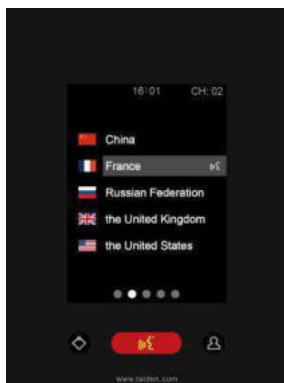 16:01 CH: 02
China
France
Russian Federation
the United Kingdom
the United States
www.taiden.com